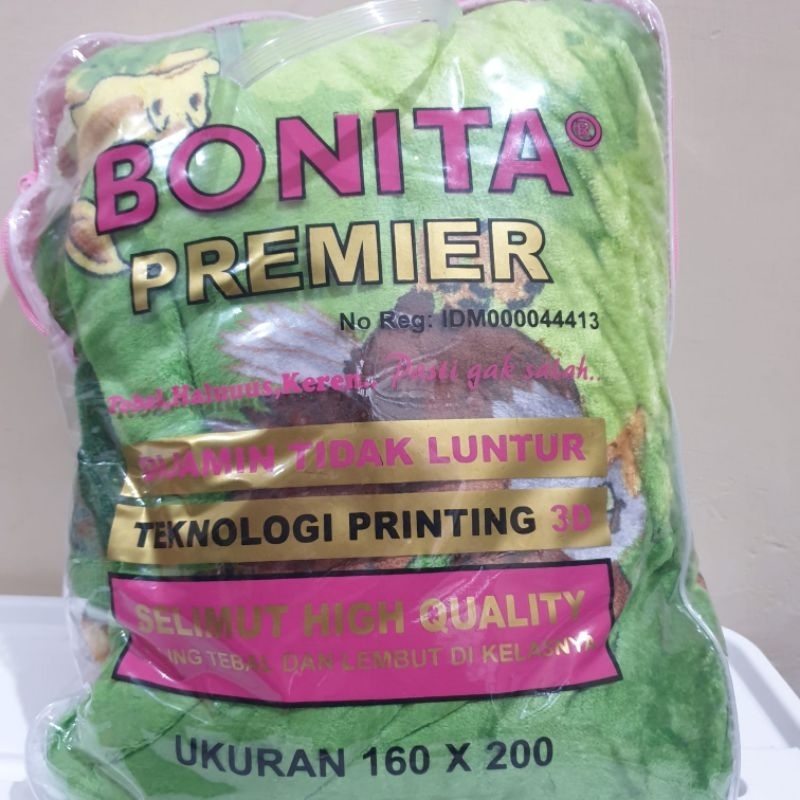 BONITA®
PREMIER
No Reg: IDM000044413
Tebal,Haluuus,Keren.. Pasti gak salah..
DIJAMIN TIDAK LUNTUR
TEKNOLOGI PRINTING 3D
SELIMUT HIGH QUALITY
PALING TEBAL DAN LEMBUT DI KELASNYA
UKURAN 160 X 200